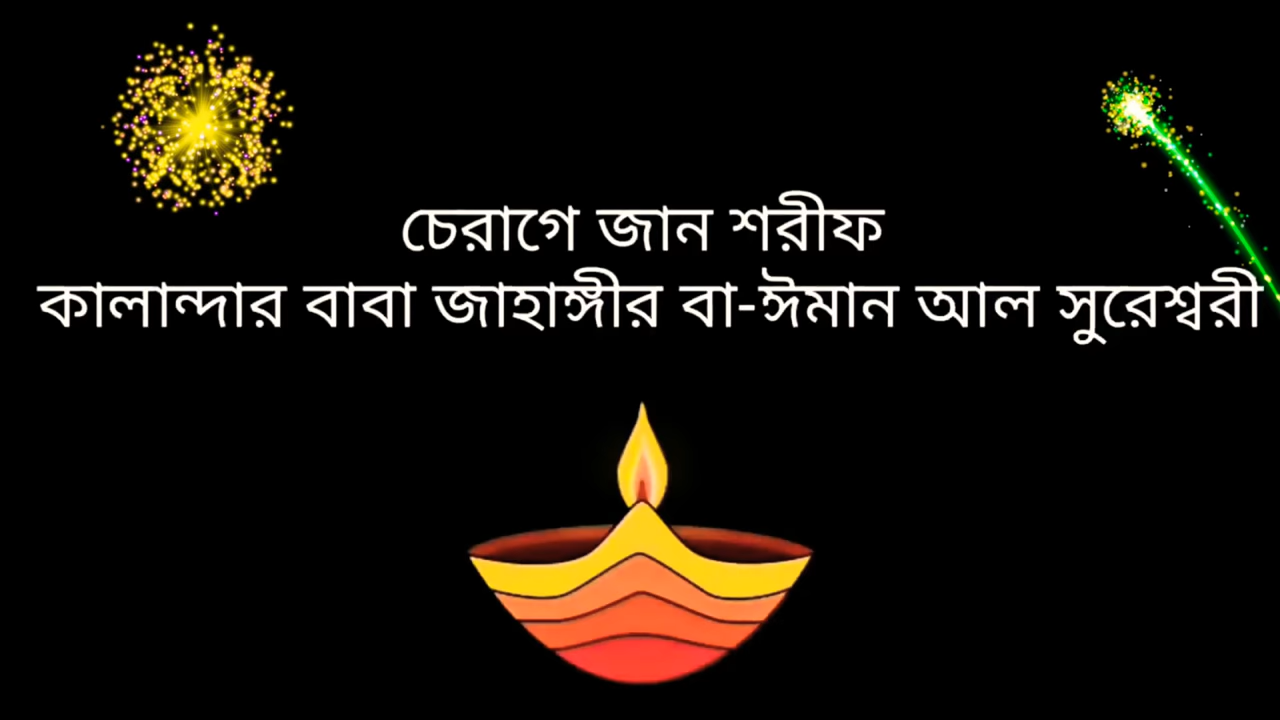 চেরাগে জান শরীফ
কালান্দার বাবা জাহাঙ্গীর বা-ঈমান আল সুরেশ্বরী